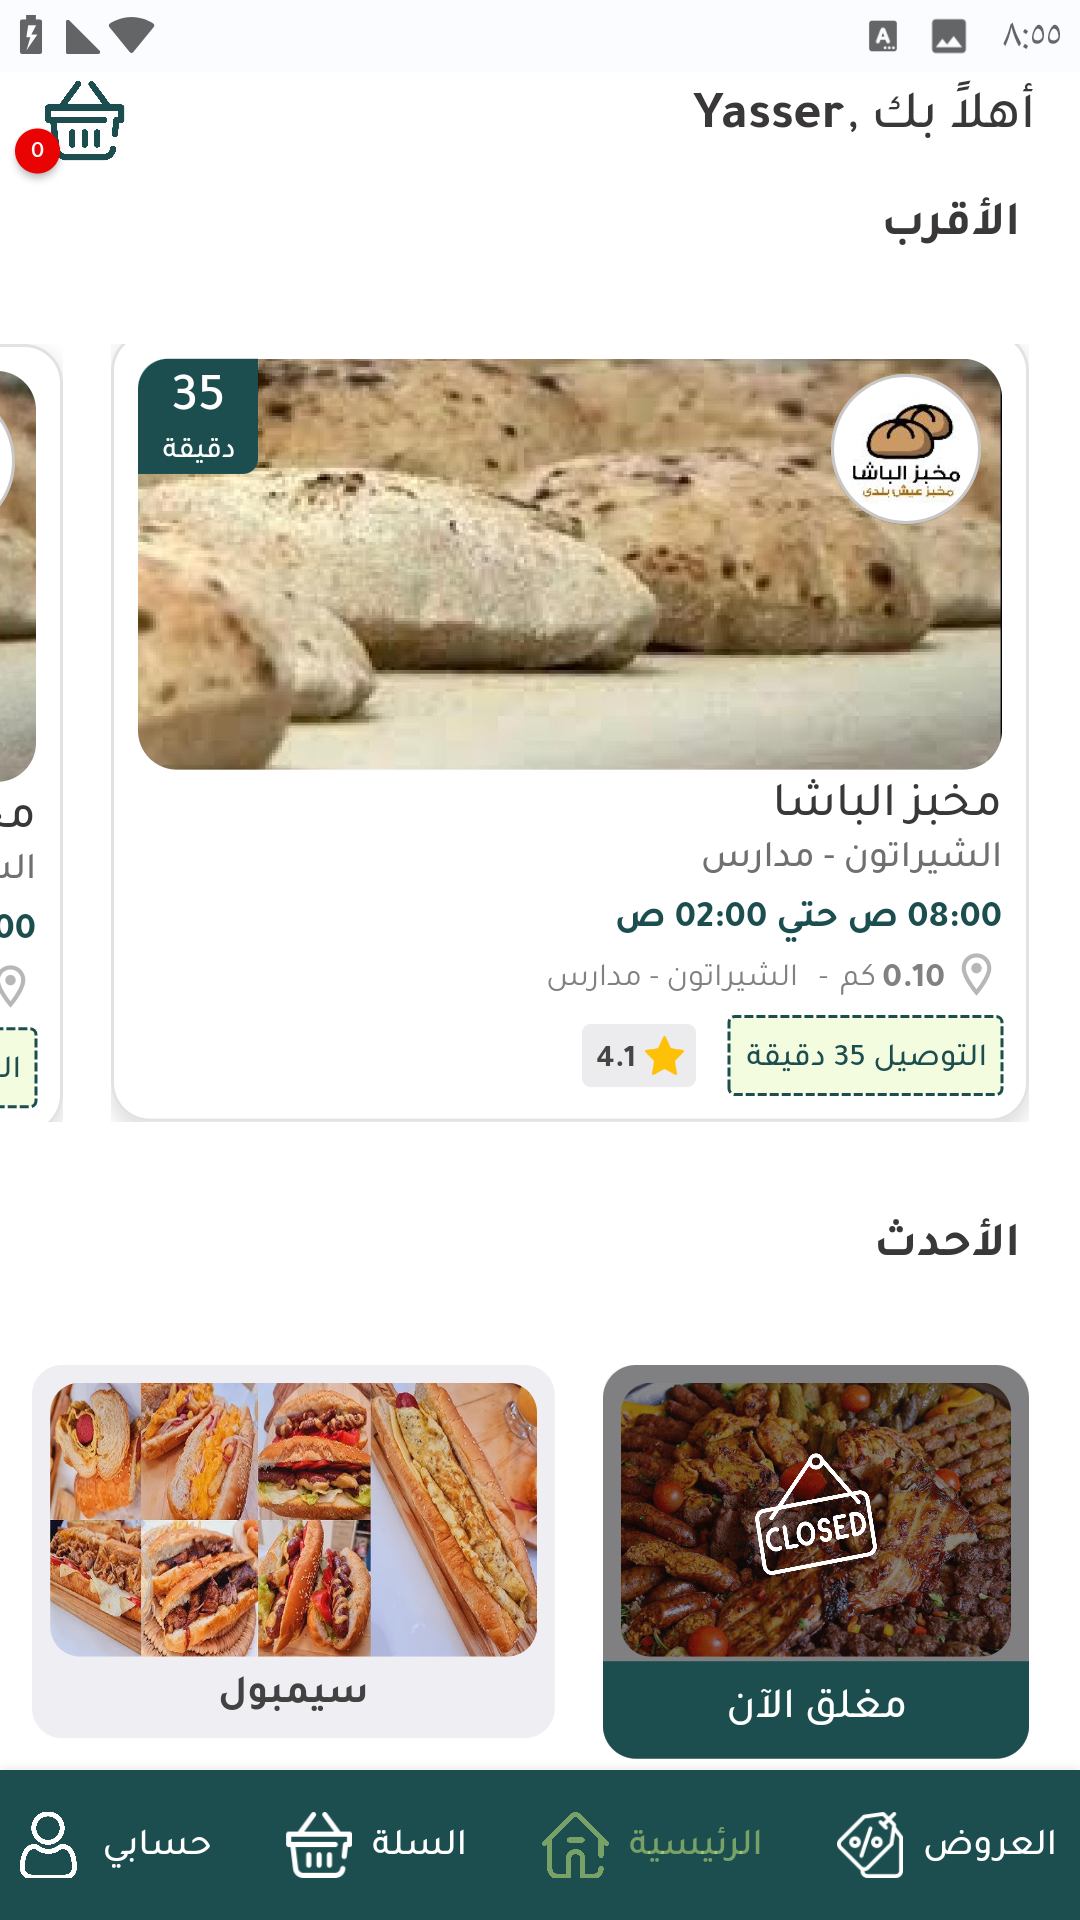 ٨:٥٥
أهلاً بك ,Yasser
0
الأقرب
35
دقيقة
مخبز الباشا
مخبز عيش بلدى
مخبز الباشا
الشيراتون - مدارس
08:00 ص حتي 02:00 ص
0.10 كم - الشيراتون - مدارس
التوصيل 35 دقيقة
4.1
00
الأحدث
CLOSED
مغلق الآن
سيمبول
العروض
الرئيسية
السلة
حسابي